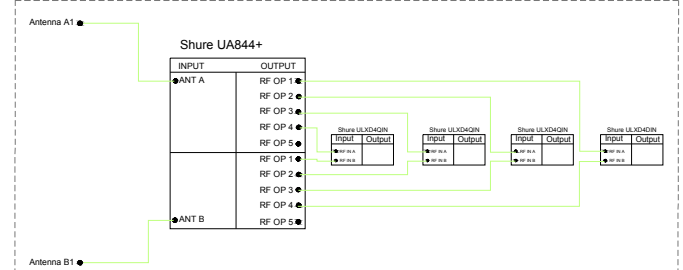 Antenna A1
Shure UA844+
INPUT OUTPUT
ANT A RF OP 1
RF OP 2
RF OP 3
RF OP 4
RF OP 5
RF OP 1
RF OP 2
RF OP 3
RF OP 4
ANT B RF OP 5
Shure ULXD4QIN
Input Output
RF IN A
RF IN B
Shure ULXD4QIN
Input Output
RF IN A
RF IN B
Shure ULXD4QIN
Input Output
RF IN A
RF IN B
Shure ULXD4DIN
Input Output
RF IN A
RF IN B
Antenna B1